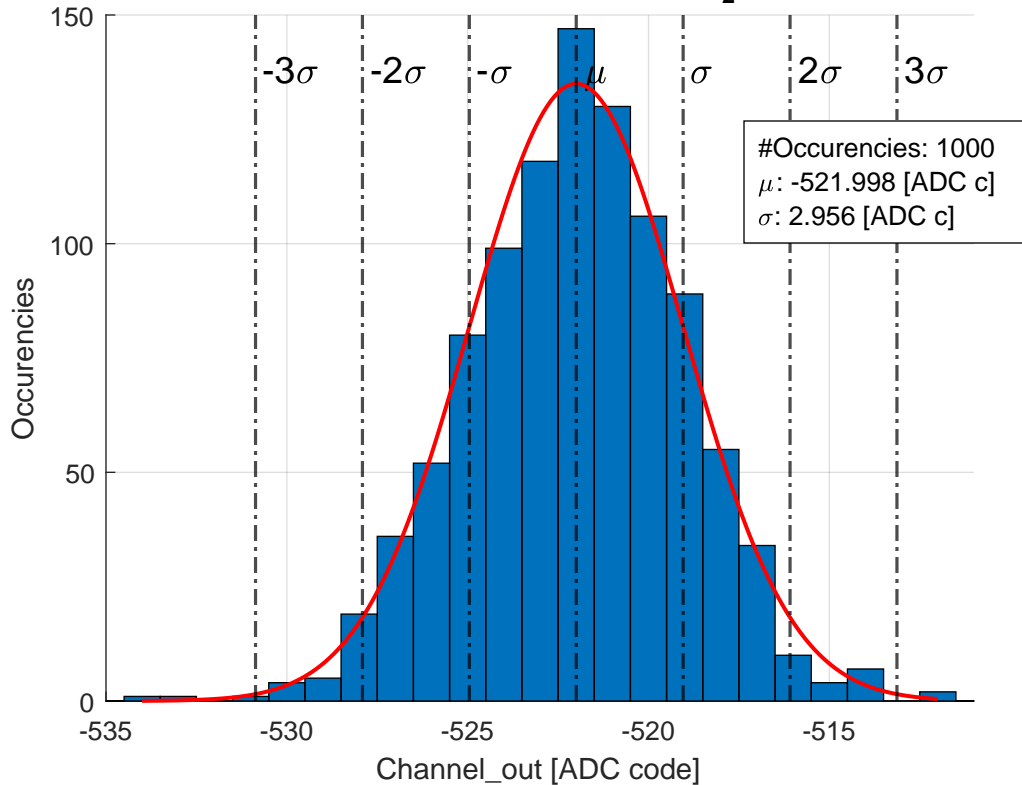 150
-3σ -2σ -σ μ σ 2σ 3σ
#Occurencies: 1000
μ: -521.998 [ADC c]
σ: 2.956 [ADC c]
100
50
0
Occurencies
-535 -530 -525 -520 -515
Channel_out [ADC code]